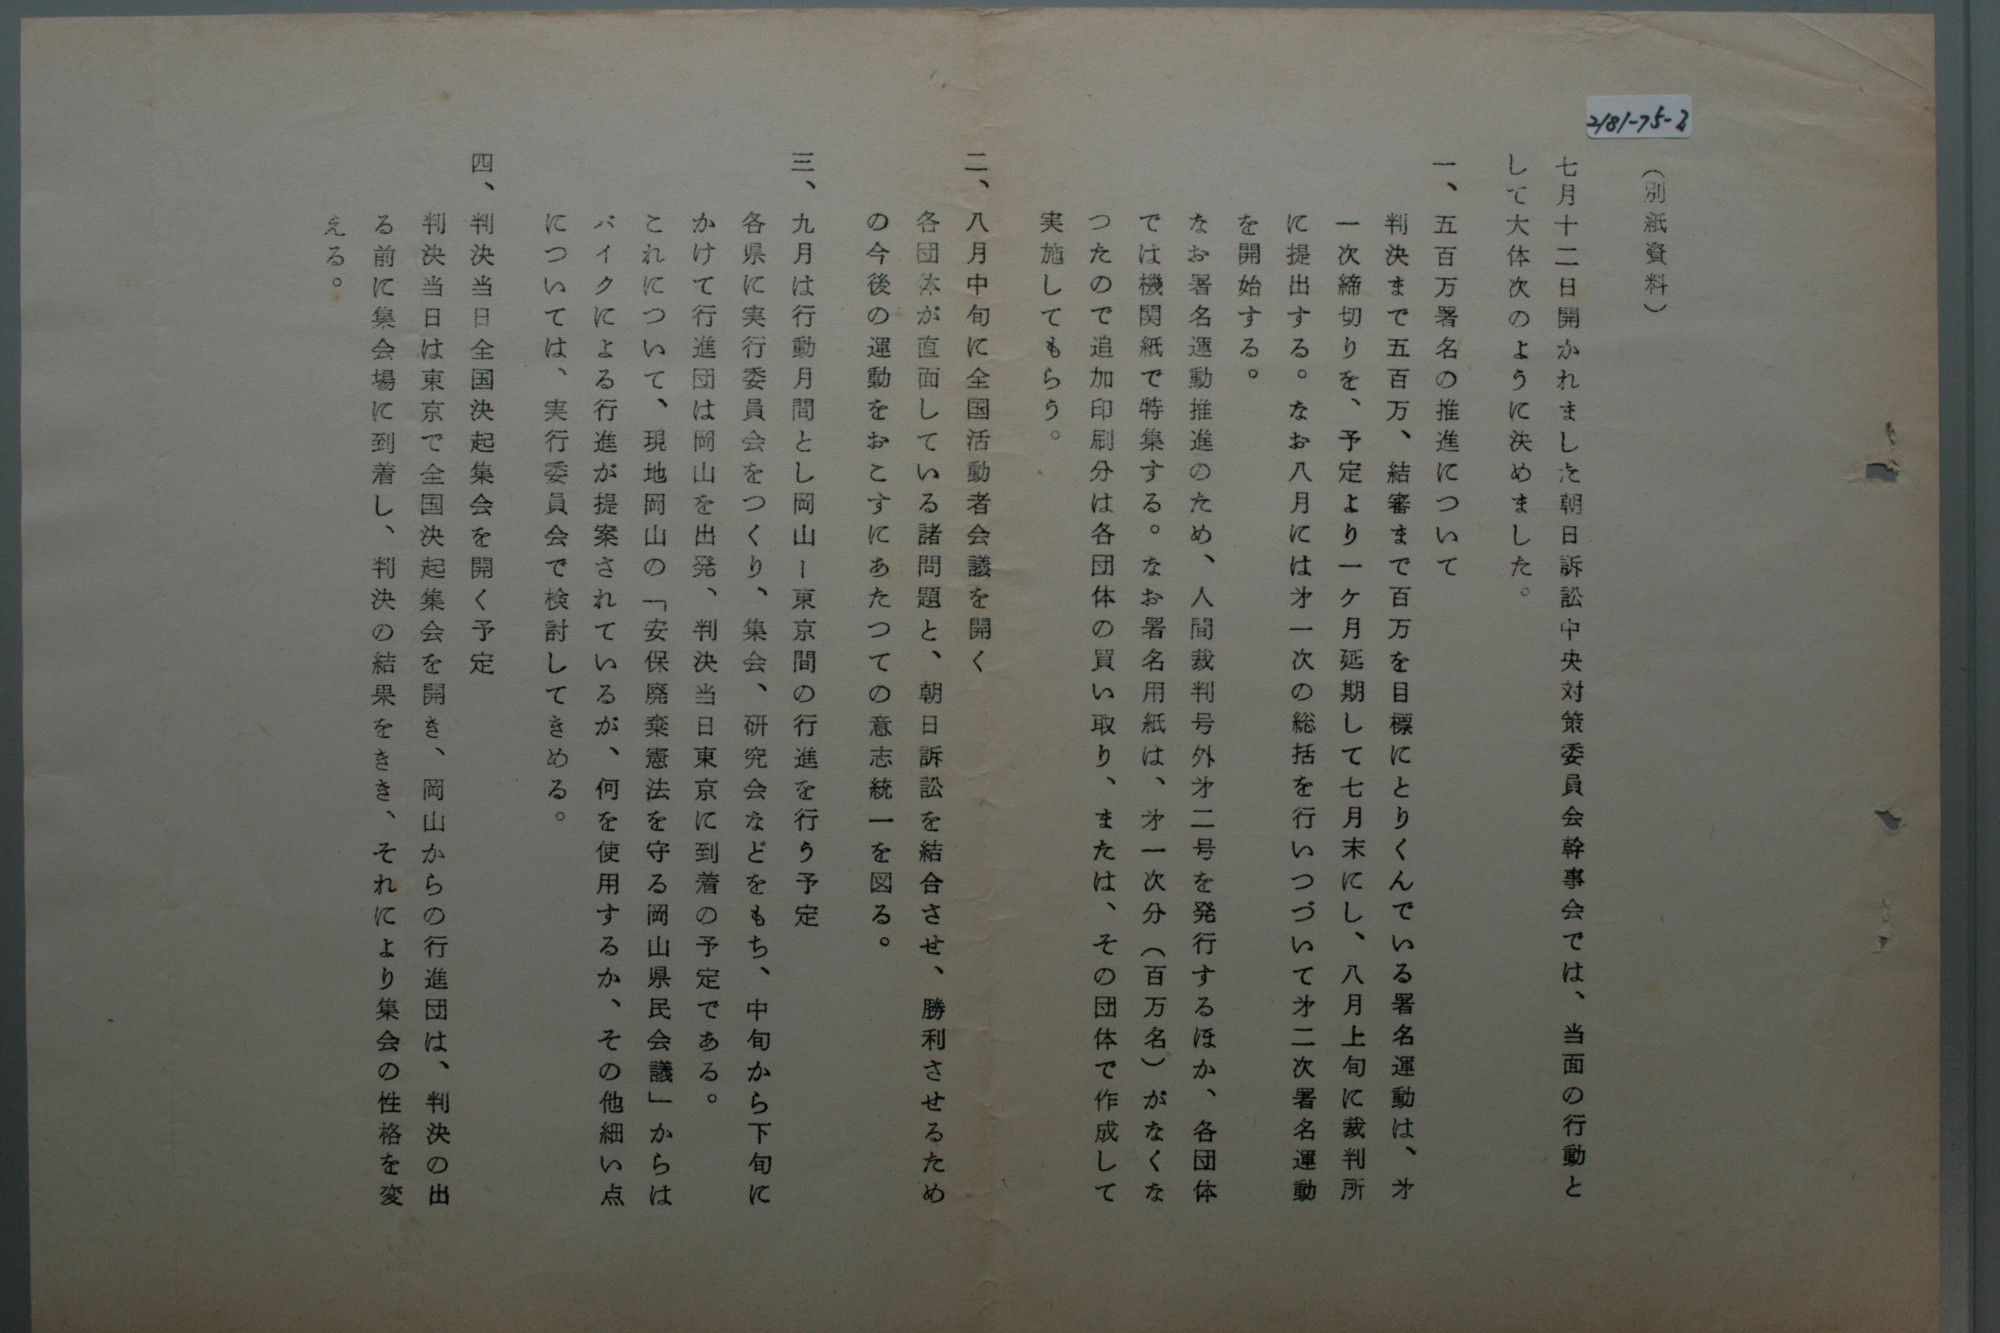 2181-75-2
(別紙資料)
七月十二日開かれました朝日訴訟中央対策委員会幹事会では、当面の行動と
して大体次のように決めました。
一、五百万署名の推進について
判決まで五百万、結審まで百万を目標にとりくんでいる署名運動は、才
一次締切りを、予定より一ケ月延期して七月末にし、八月上旬に裁判所
に提出する。なお八月には才一次の総括を行いつづいて才二次署名運動
を開始する。
なお署名運動推進のため、人間裁判号外才二号を発行するほか、各団体
では機関紙で特集する。なお署名用紙は、才一次分(百万名)がなくな
つたので追加印刷分は各団体の買い取り、または、その団体で作成して
実施してもらう。
二、八月中旬に全国活動者会議を開く
各団体が直面している諸問題と、朝日訴訟を結合させ、勝利させるため
の今後の運動をおこすにあたつての意志統一を図る。
三、九月は行動月間とし岡山ー東京間の行進を行う予定
各県に実行委員会をつくり、集会、研究会などをもち、中旬から下旬に
かけて行進団は岡山を出発、判決当日東京に到着の予定である。
これについて、現地岡山の「安保廃棄憲法を守る岡山県民会議」からは
バイクによる行進が提案されているが、何を使用するか、その他細い点
については、実行委員会で検討してきめる。
四、判決当日全国決起集会を開く予定
判決当日は東京で全国決起集会を開き、岡山からの行進団は、判決の出
る前に集会場に到着し、判決の結果をきき、それにより集会の性格を変
える。